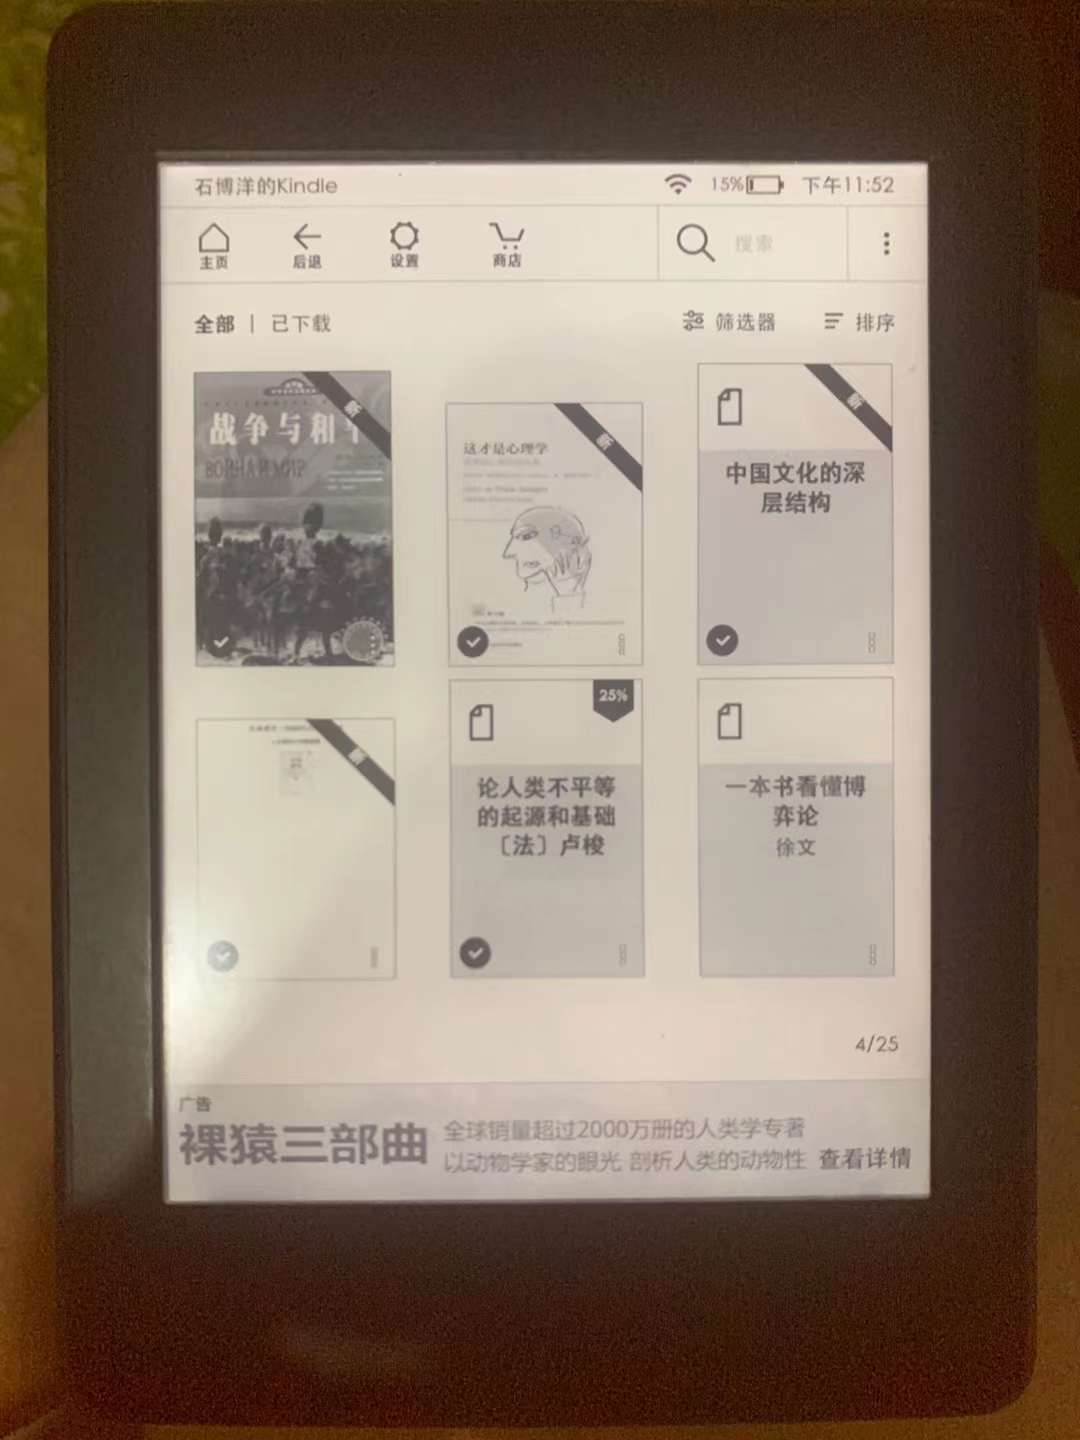 石博洋的Kindle
15%
下午11:52
主页
后退
设置
商店
搜索
全部 | 已下载
筛选器
排序
新
战争与和平
ВОЙНА И МИР
新
这才是心理学
新
中国文化的深
层结构
新
25%
论人类不平等
的起源和基础
〔法〕卢梭
一本书看懂博
弈论
徐文
4/25
广告
裸猿三部曲
全球销量超过2000万册的人类学专著
以动物学家的眼光 剖析人类的动物性
查看详情